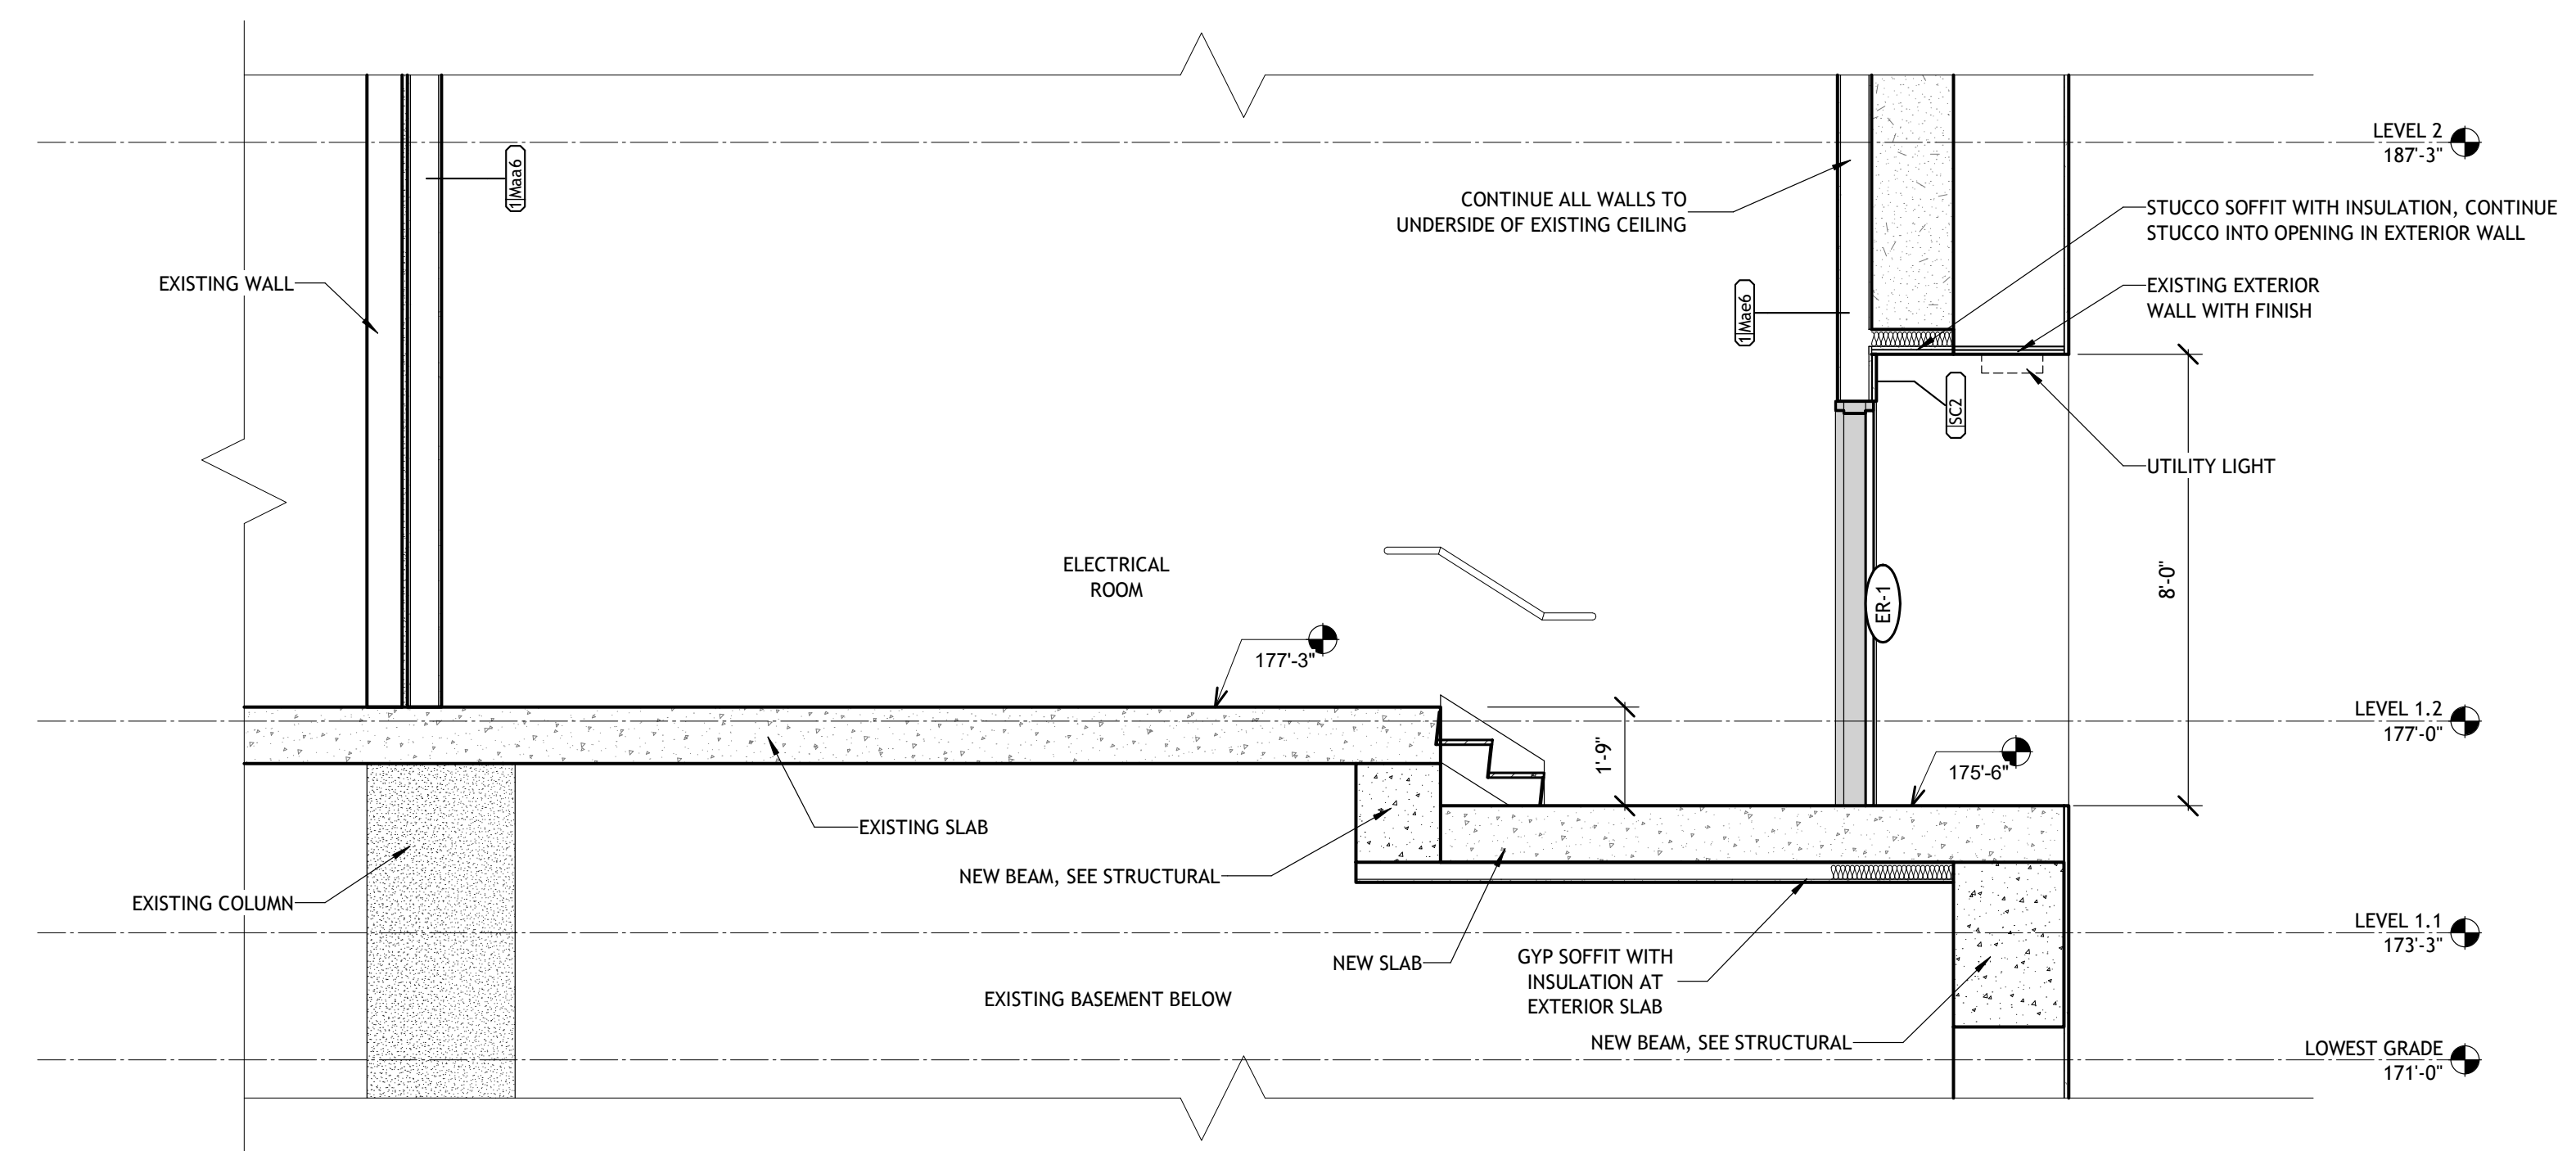 LEVEL 2
187'-3"
1 Maa6
CONTINUE ALL WALLS TO
UNDERSIDE OF EXISTING CEILING
STUCCO SOFFIT WITH INSULATION, CONTINUE
STUCCO INTO OPENING IN EXTERIOR WALL
EXISTING WALL
EXISTING EXTERIOR
WALL WITH FINISH
1 Mae6
SC2
UTILITY LIGHT
ELECTRICAL
ROOM
8'-0"
ER-1
177'-3"
LEVEL 1.2
177'-0"
1'-9"
175'-6"
EXISTING SLAB
NEW BEAM, SEE STRUCTURAL
EXISTING COLUMN
LEVEL 1.1
173'-3"
NEW SLAB
GYP SOFFIT WITH
INSULATION AT
EXTERIOR SLAB
EXISTING BASEMENT BELOW
NEW BEAM, SEE STRUCTURAL
LOWEST GRADE
171'-0"